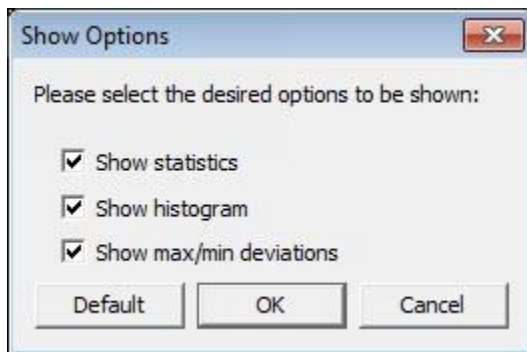 Show Options
Please select the desired options to be shown:
Show statistics
Show histogram
Show max/min deviations
Default OK Cancel